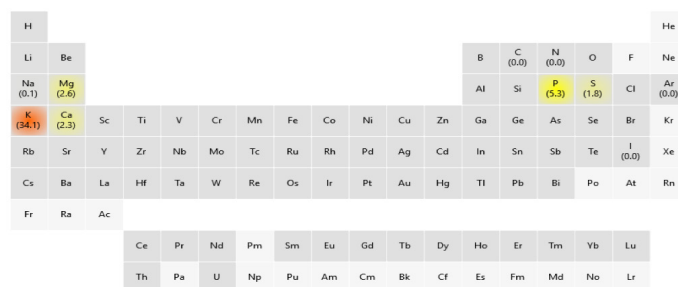 H He
Li Be B C N O F Ne
(0.0) (0.0)
Na Mg Al Si P S Cl Ar
(0.1) (2.6) (5.3) (1.8) (0.0)
K Ca Sc Ti V Cr Mn Fe Co Ni Cu Zn Ga Ge As Se Br Kr
(34.1) (2.3)
Rb Sr Y Zr Nb Mo Tc Ru Rh Pd Ag Cd In Sn Sb Te I Xe
(0.0)
Cs Ba La Hf Ta W Re Os Ir Pt Au Hg Tl Pb Bi Po At Rn
Fr Ra Ac
Ce Pr Nd Pm Sm Eu Gd Tb Dy Ho Er Tm Yb Lu
Th Pa U Np Pu Am Cm Bk Cf Es Fm Md No Lr